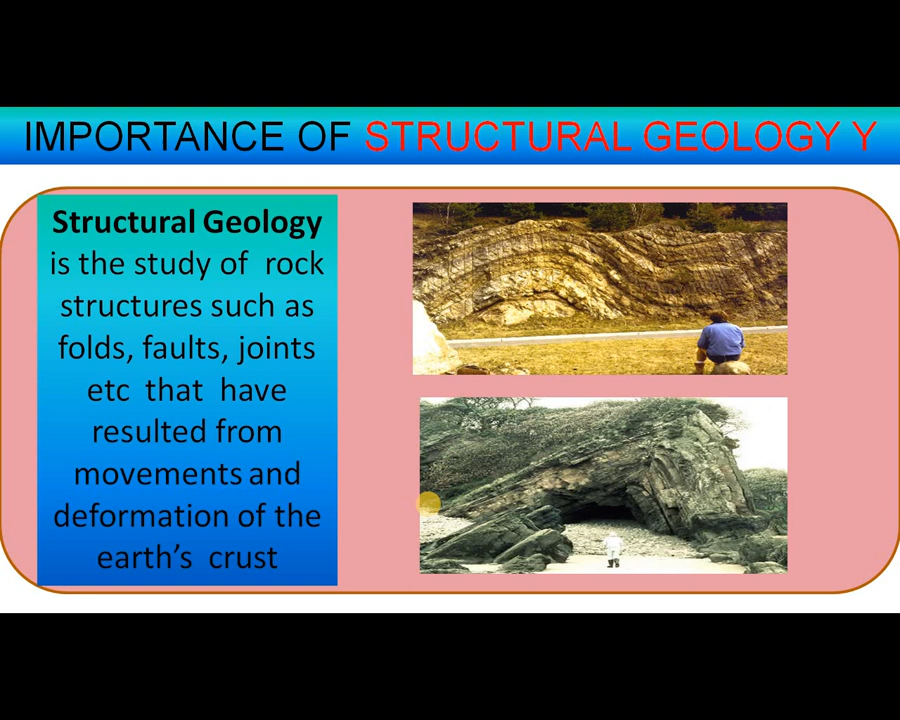 IMPORTANCE OF STRUCTURAL GEOLOGY Y
Structural Geology
is the study of rock
structures such as
folds, faults, joints
etc that have
resulted from
movements and
deformation of the
earth’s crust